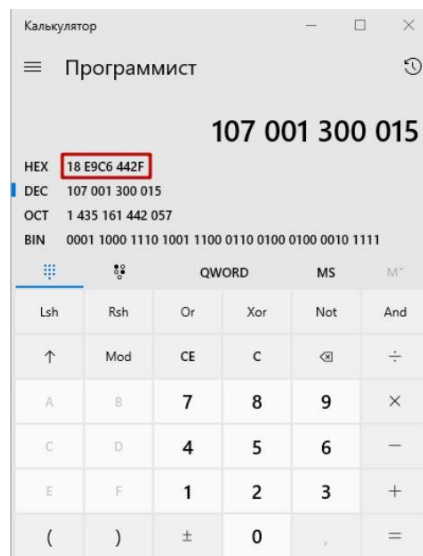 Калькулятор
Программист
107 001 300 015
HEX 18 E9C6 442F
DEC 107 001 300 015
OCT 1 435 161 442 057
BIN 0001 1000 1110 1001 1100 0110 0100 0100 0010 1111
QWORD MS M˅
Lsh Rsh Or Xor Not And
↑ Mod CE C ⌫ ÷
A B 7 8 9 ×
C D 4 5 6 −
E F 1 2 3 +
( ) ± 0 , =